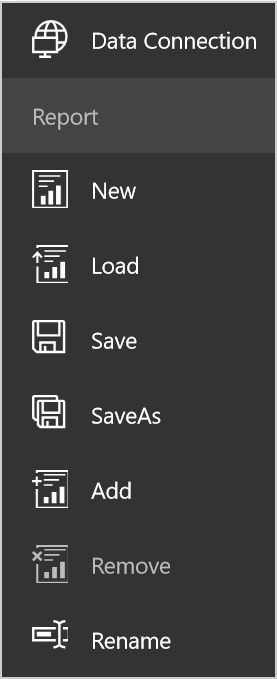 Data Connection
Report
New
Load
Save
SaveAs
Add
Remove
Rename